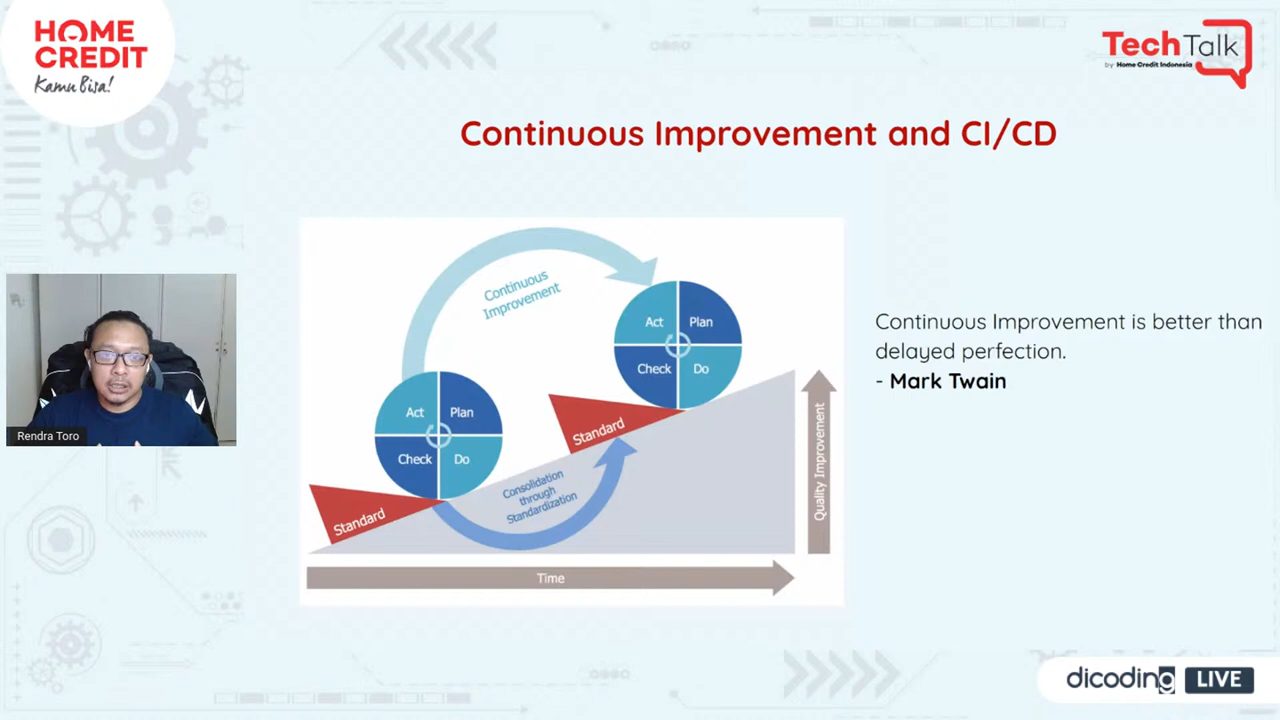 HOME
CREDIT
Kamu Bisa!
TechTalk
by Home Credit Indonesia
Continuous Improvement and CI/CD
Continuous
Improvement
Act
Plan
Check
Do
Act
Plan
Check
Do
Standard
Standard
Consolidation
through
Standardization
Quality Improvement
Time
Continuous Improvement is better than
delayed perfection.
- Mark Twain
Rendra Toro
dicoding LIVE